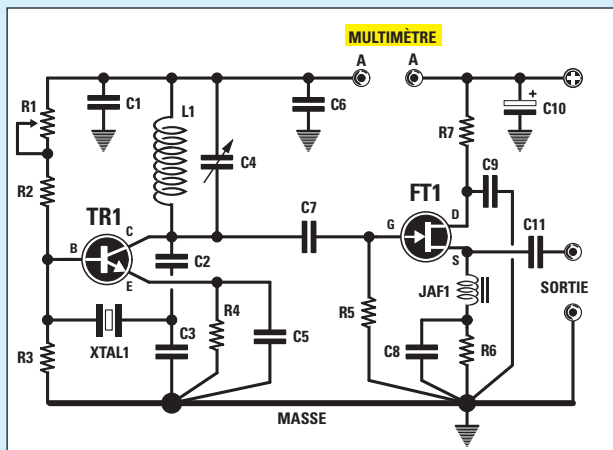 MULTIMÈTRE
A
A
R1
C1
L1
C4
C6
+
C10
R7
R2
TR1
C7
FT1
C9
C
B
E
G
D
S
C11
C2
R4
R5
JAF1
SORTIE
XTAL1
C3
C5
C8
R6
R3
MASSE